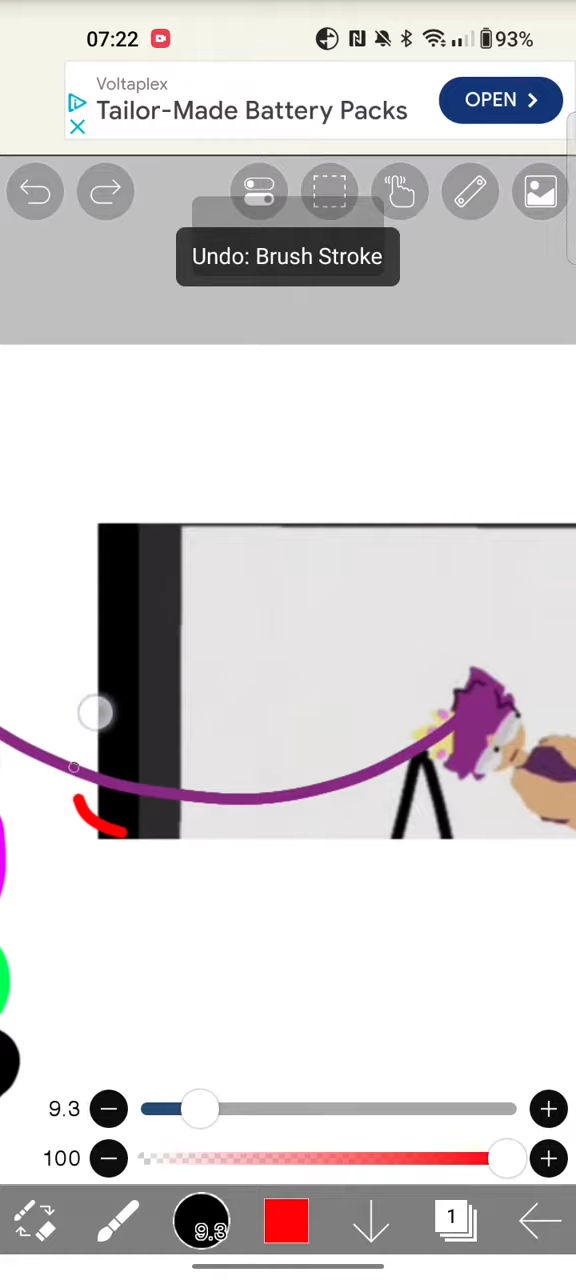 07:22
93%
Voltaplex
Tailor-Made Battery Packs
OPEN
Undo: Brush Stroke
9.3
100
9.3
1